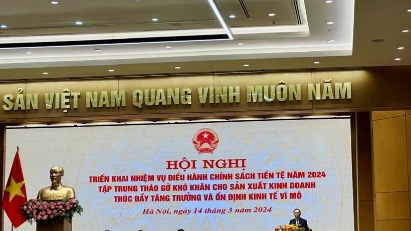 SẢN VIỆT NAM QUANG VINH MUÔN NĂM
HỘI NGHỊ
TRIỂN KHAI NHIỆM VỤ ĐIỀU HÀNH CHÍNH SÁCH TIỀN TỆ NĂM 2024
TẬP TRUNG THÁO GỠ KHÓ KHĂN CHO SẢN XUẤT KINH DOANH
THÚC ĐẨY TĂNG TRƯỞNG VÀ ỔN ĐỊNH KINH TẾ VĨ MÔ
Hà Nội, ngày 14 tháng 3 năm 2024